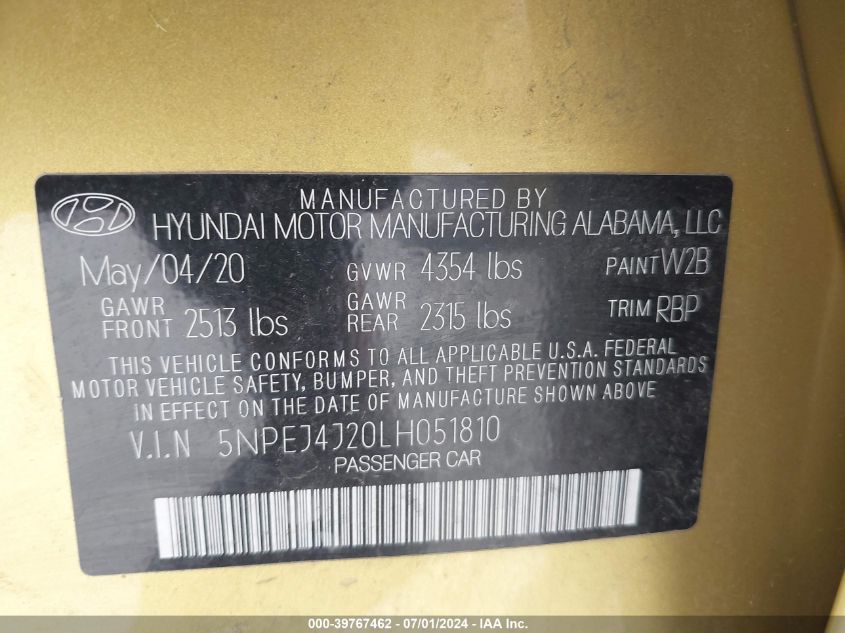 MANUFACTURED BY
HYUNDAI MOTOR MANUFACTURING ALABAMA, LLC
May/04/20 GVWR 4354 lbs PAINT W2B
GAWR FRONT 2513 lbs GAWR REAR 2315 lbs TRIM RBP
THIS VEHICLE CONFORMS TO ALL APPLICABLE U.S.A. FEDERAL
MOTOR VEHICLE SAFETY, BUMPER, AND THEFT PREVENTION STANDARDS
IN EFFECT ON THE DATE OF MANUFACTURE SHOWN ABOVE
V.I.N 5NPEJ4J20LH051810
PASSENGER CAR
000-39767462 - 07/01/2024 - IAA Inc.